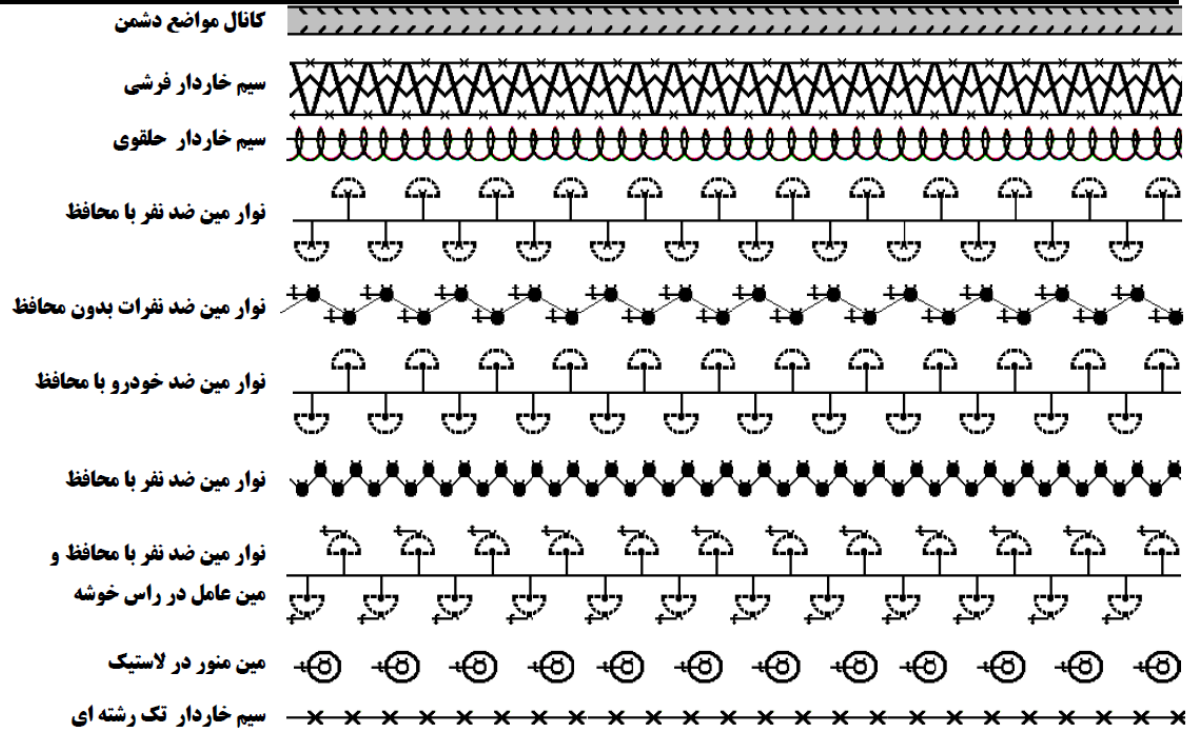 کانال مواضع دشمن
سیم خاردار فرشی
سیم خاردار حلقوی
نوار مین ضد نفر با محافظ
نوار مین ضد نفرات بدون محافظ
نوار مین ضد خودرو با محافظ
نوار مین ضد نفر با محافظ
نوار مین ضد نفر با محافظ و
مین عامل در راس خوشه
مین منور در لاستیک
سیم خاردار تک رشته ای